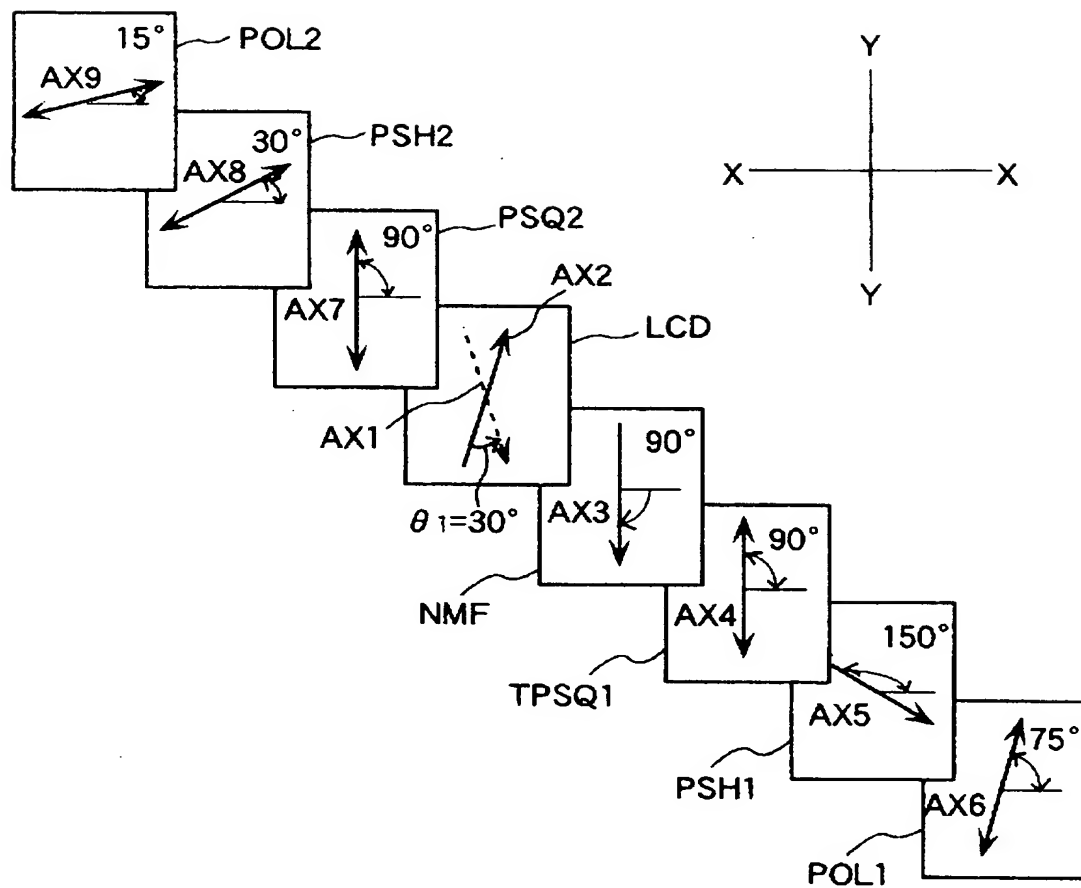 15°
POL2
AX9
30°
PSH2
AX8
90°
PSQ2
AX7
AX2
LCD
AX1
θ1=30°
90°
AX3
NMF
90°
AX4
TPSQ1
150°
AX5
PSH1
75°
AX6
POL1
Y
X
X
Y